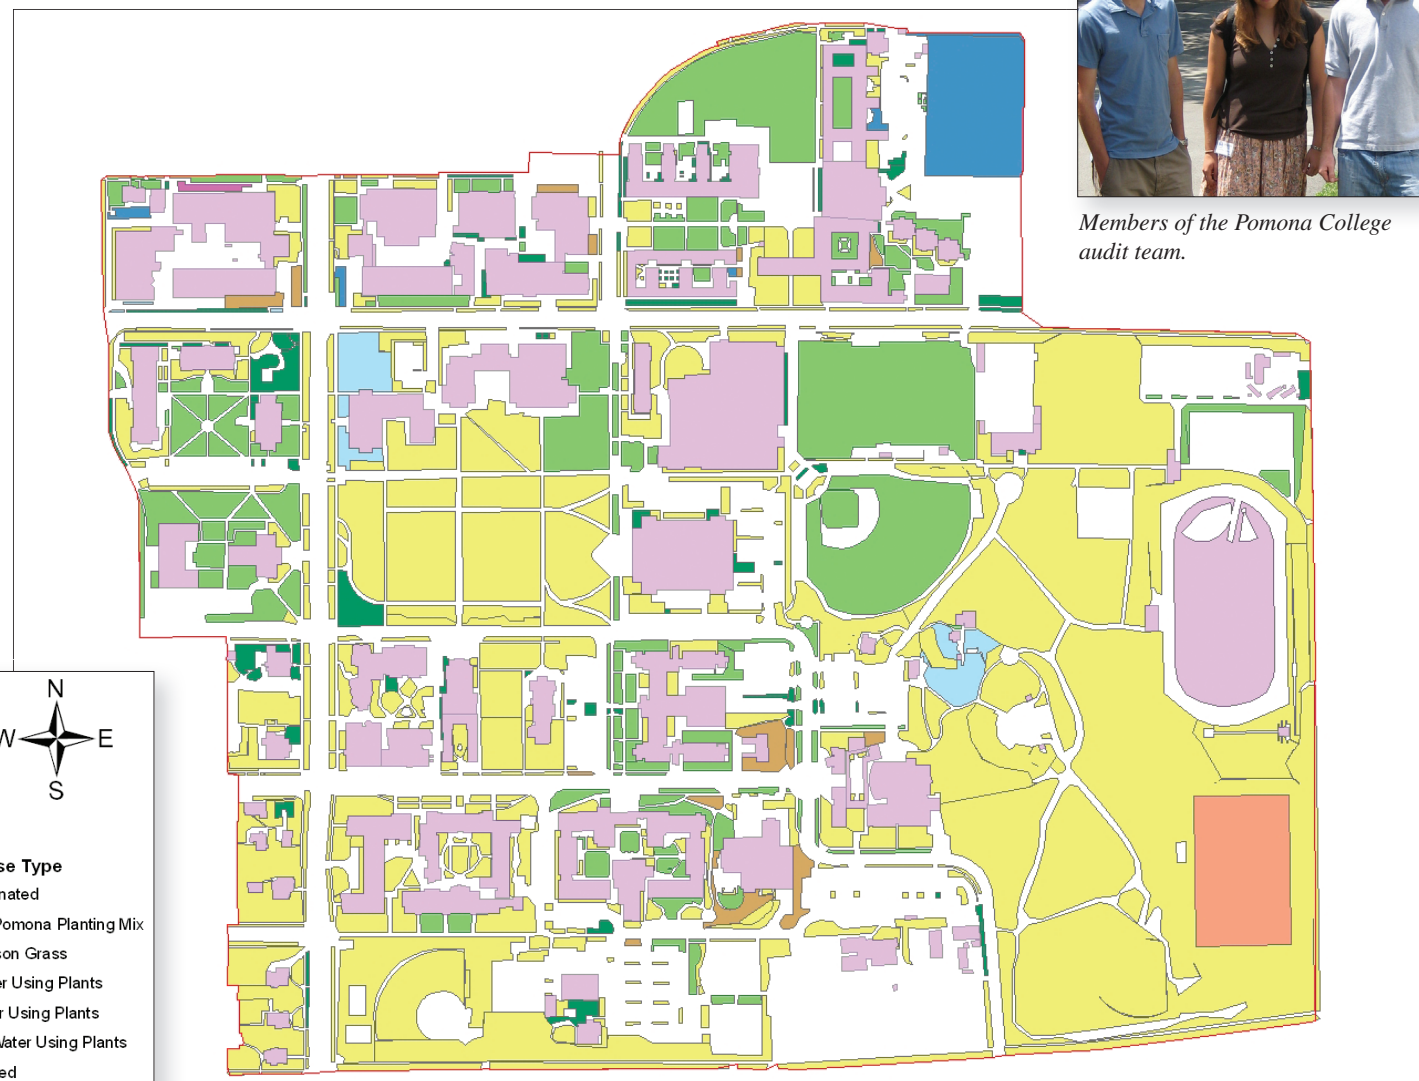 Members of the Pomona College
audit team.
N
W E
S
se Type
nated
Pomona Planting Mix
son Grass
er Using Plants
r Using Plants
Water Using Plants
ed